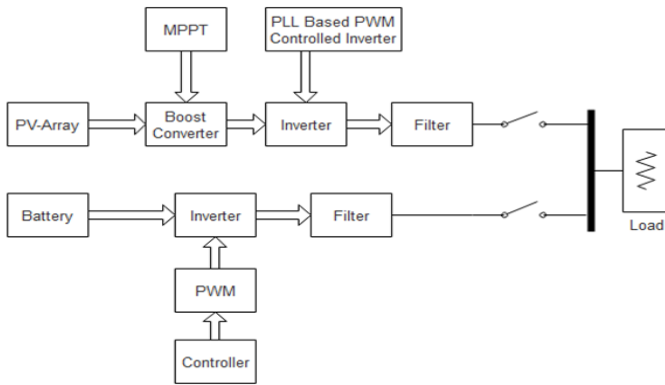 MPPT
PLL Based PWM
Controlled Inverter
PV-Array
Boost
Converter
Inverter
Filter
Battery
Inverter
Filter
Load
PWM
Controller